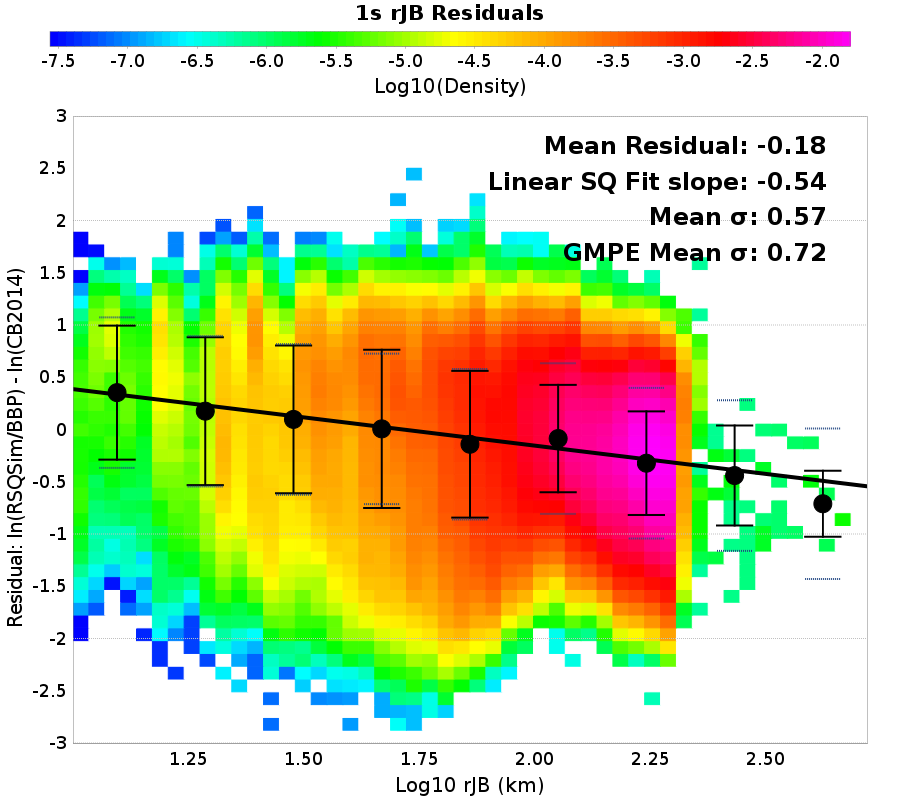 1s rJB Residuals
-7.5 -7.0 -6.5 -6.0 -5.5 -5.0 -4.5 -4.0 -3.5 -3.0 -2.5 -2.0
Log10(Density)
Mean Residual: -0.18
Linear SQ Fit slope: -0.54
Mean σ: 0.57
GMPE Mean σ: 0.72
Residual: ln(RSQSim/BBP) - ln(CB2014)
3
2.5
2
1.5
1
0.5
0
-0.5
-1
-1.5
-2
-2.5
-3
1.25 1.50 1.75 2.00 2.25 2.50
Log10 rJB (km)